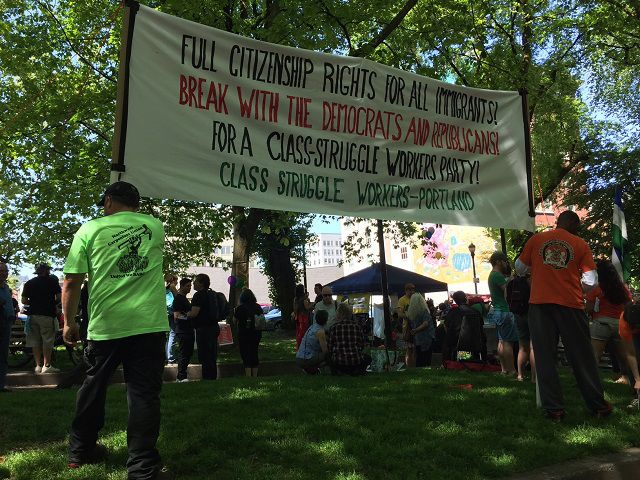 FULL CITIZENSHIP RIGHTS FOR ALL IMMIGRANTS!
BREAK WITH THE DEMOCRATS AND REPUBLICANS!
FOR A CLASS-STRUGGLE WORKERS PARTY!
CLASS STRUGGLE WORKERS-PORTLAND